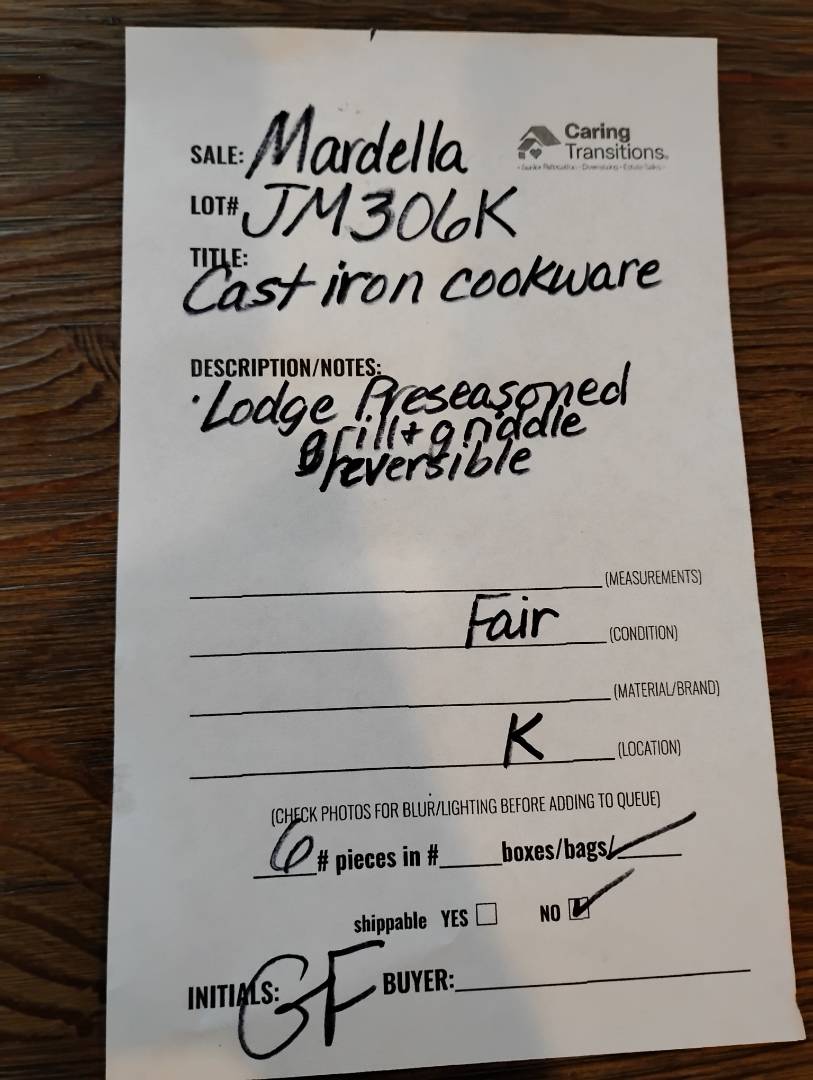 SALE: Mardella
Caring
Transitions.
LOT# JM306K
TITLE:
Cast iron cookware
DESCRIPTION/NOTES:
· Lodge Preseasoned
grill + griddle
reversible
(MEASUREMENTS)
Fair (CONDITION)
(MATERIAL/BRAND)
K (LOCATION)
(CHECK PHOTOS FOR BLUR/LIGHTING BEFORE ADDING TO QUEUE)
6 # pieces in #_____boxes/bags/✓_____
shippable YES ☐ NO ☑
INITIALS: GF BUYER: